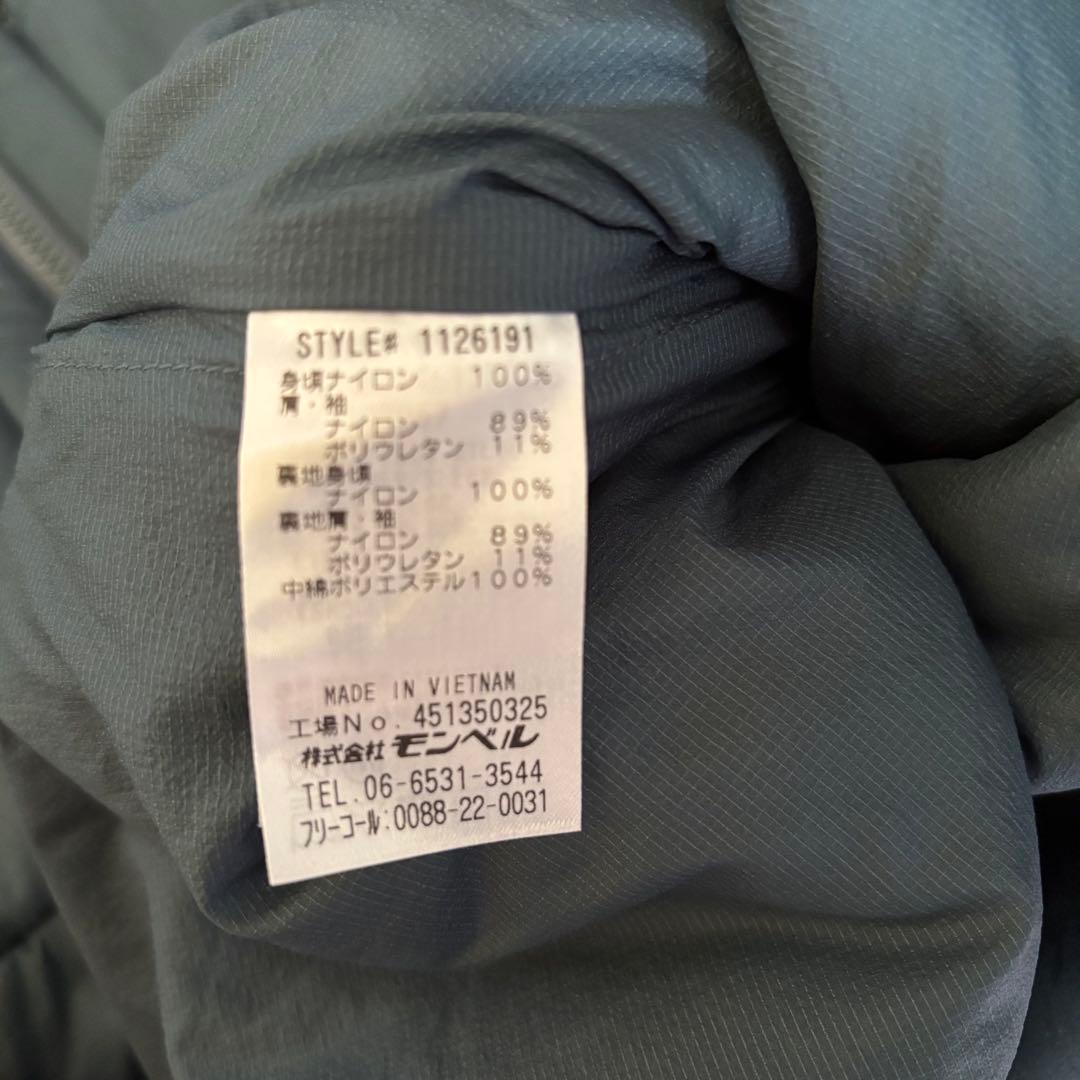 STYLE# 1126191
身頃ナイロン 100%
肩・袖
ナイロン 89%
ポリウレタン 11%
裏地身頃
ナイロン 100%
裏地肩・袖
ナイロン 89%
ポリウレタン 11%
中綿ポリエステル100%
MADE IN VIETNAM
工場No. 451350325
株式会社モンベル
TEL.06-6531-3544
フリーコール:0088-22-0031